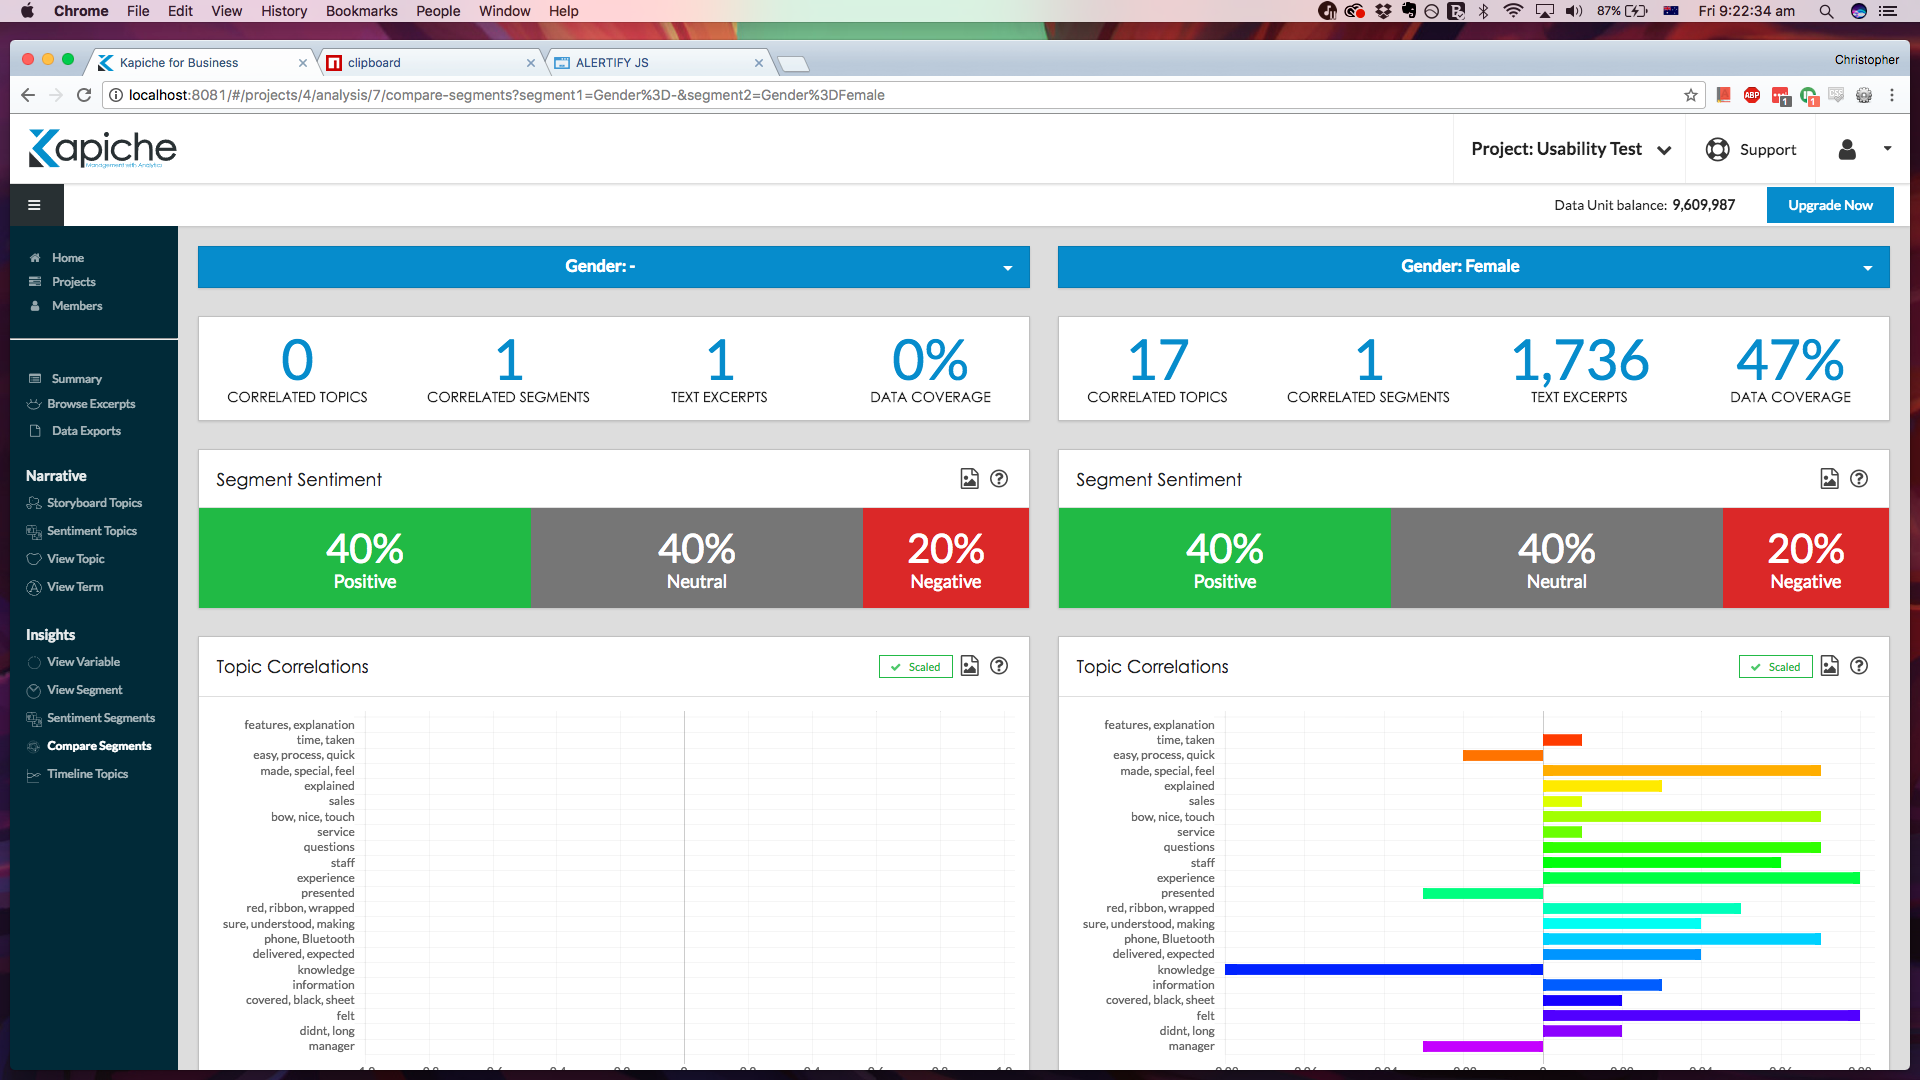 Chrome File Edit View History Bookmarks People Window Help 87% Fri 9:22:34 am
Kapiche for Business clipboard ALERTIFY JS Christopher
localhost:8081/#/projects/4/analysis/7/compare-segments?segment1=Gender%3D-&segment2=Gender%3DFemale
Kapiche
Management with Analytics
Project: Usability Test Support
Data Unit balance: 9,609,987 Upgrade Now
Home
Projects
Members
Summary
Browse Excerpts
Data Exports
Narrative
Storyboard Topics
Sentiment Topics
View Topic
View Term
Insights
View Variable
View Segment
Sentiment Segments
Compare Segments
Timeline Topics
Gender: -
0 1 1 0%
CORRELATED TOPICS CORRELATED SEGMENTS TEXT EXCERPTS DATA COVERAGE
Segment Sentiment
40% 40% 20%
Positive Neutral Negative
Topic Correlations Scaled
features, explanation
time, taken
easy, process, quick
made, special, feel
explained
sales
bow, nice, touch
service
questions
staff
experience
presented
red, ribbon, wrapped
sure, understood, making
phone, Bluetooth
delivered, expected
knowledge
information
covered, black, sheet
felt
didnt, long
manager
Gender: Female
17 1 1,736 47%
CORRELATED TOPICS CORRELATED SEGMENTS TEXT EXCERPTS DATA COVERAGE
Segment Sentiment
40% 40% 20%
Positive Neutral Negative
Topic Correlations Scaled
features, explanation
time, taken
easy, process, quick
made, special, feel
explained
sales
bow, nice, touch
service
questions
staff
experience
presented
red, ribbon, wrapped
sure, understood, making
phone, Bluetooth
delivered, expected
knowledge
information
covered, black, sheet
felt
didnt, long
manager